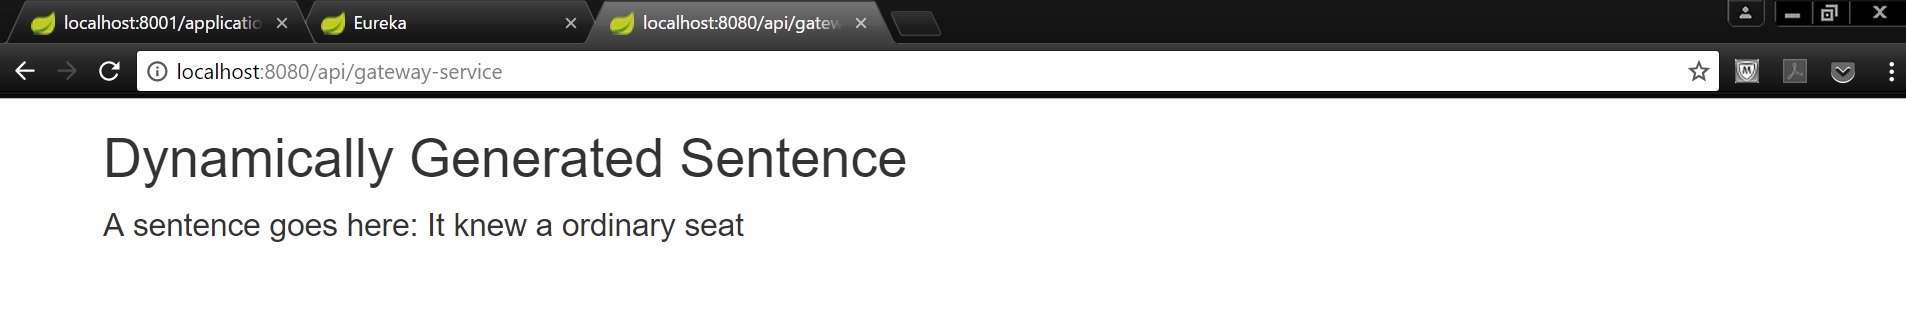 localhost:8001/applicatio
Eureka
localhost:8080/api/gatew
localhost:8080/api/gateway-service
Dynamically Generated Sentence
A sentence goes here: It knew a ordinary seat